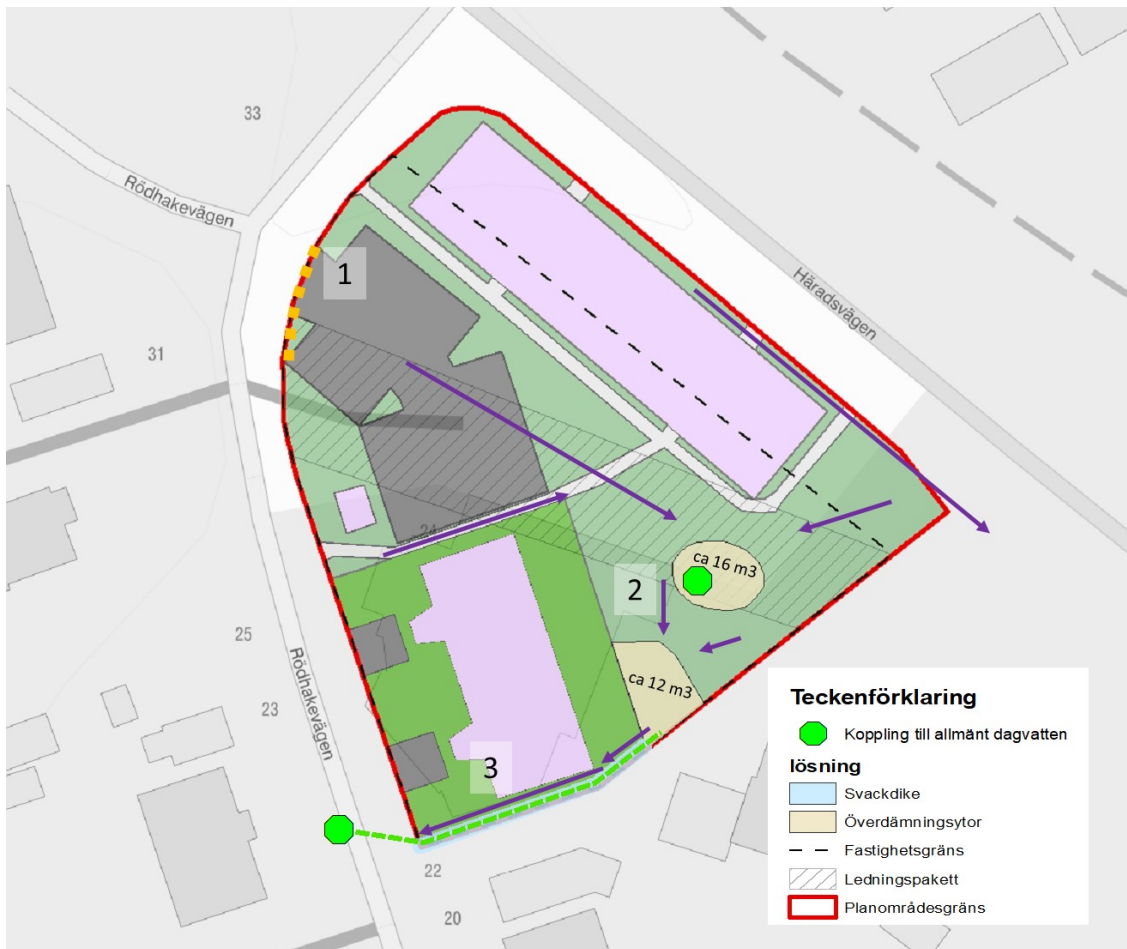 33
Rödhakevägen
1
Häradsvägen
31
24
ca 16 m3
2
25
ca 12 m3
Rödhakevägen
23
3
22
20
Teckenförklaring
Koppling till allmänt dagvatten
lösning
Svackdike
Överdämningsytor
Fastighetsgräns
Ledningspakett
Planområdesgräns